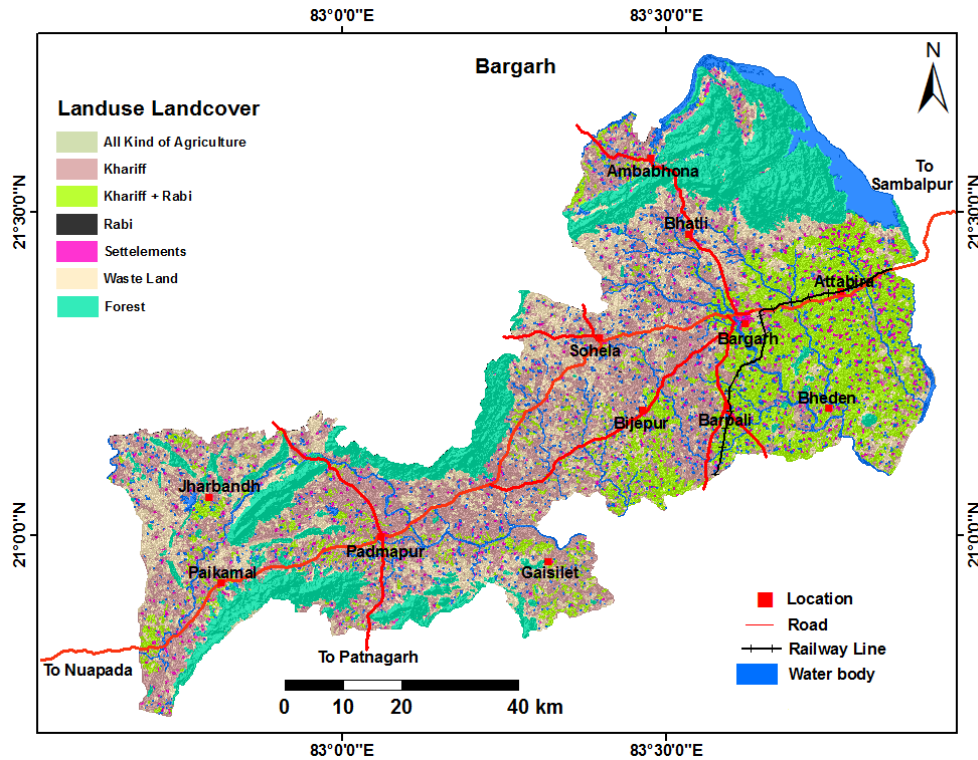 83°0'0"E
83°30'0"E
Bargarh
N
Landuse Landcover
All Kind of Agriculture
Khariff
Khariff + Rabi
Rabi
Settelements
Waste Land
Forest
To
Sambalpur
Ambabhona
21°30'0"N
21°30'0"N
Bhatli
Attabira
Bargarh
Sohela
Bheden
Bijepur
Barpali
Jharbandh
21°0'0"N
21°0'0"N
Padmapur
Paikamal
Gaisilet
Location
Road
Railway Line
Water body
To Nuapada
To Patnagarh
0 10 20 40 km
83°0'0"E
83°30'0"E